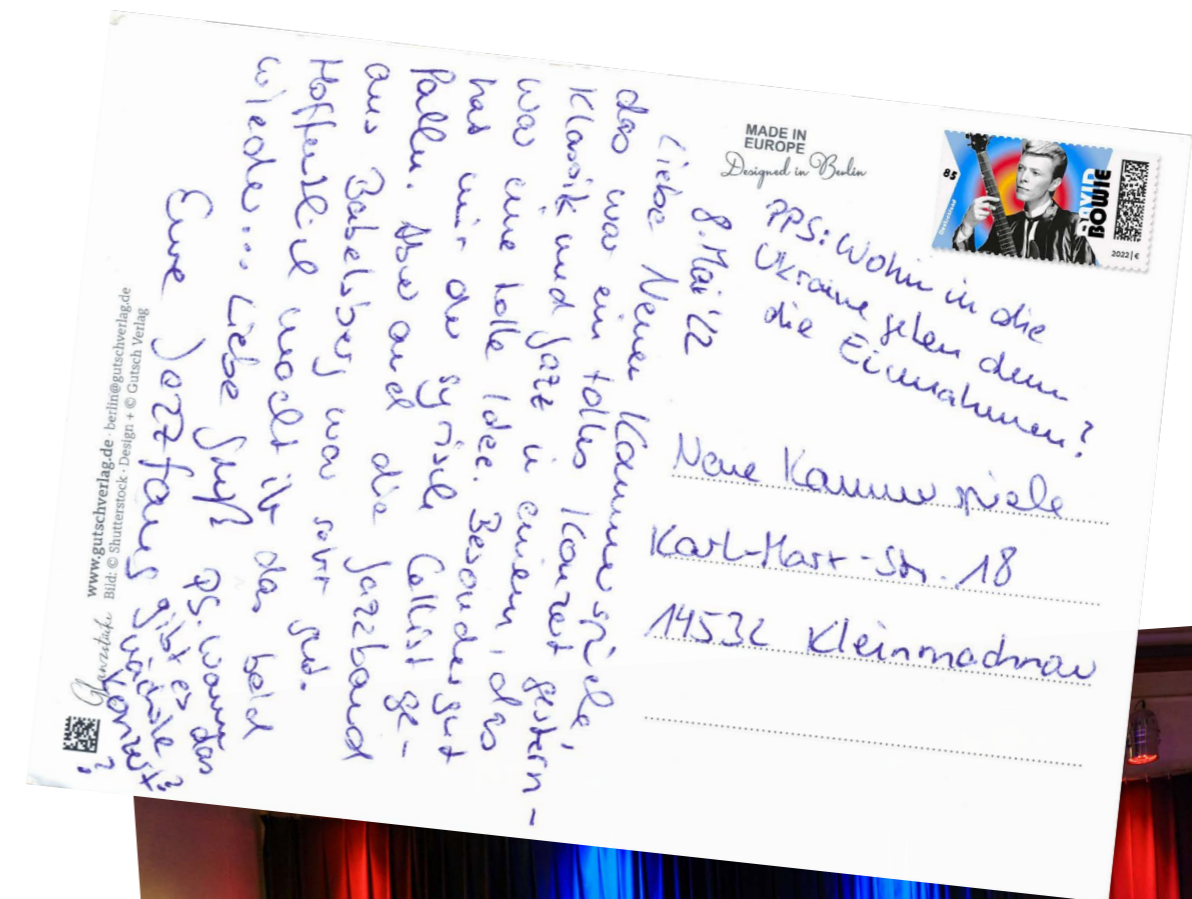 8. Mai 22
Liebe Neuen Kammerspiele,
das war ein tolles Konzert gestern -
Klassik und Jazz in einem, das
war eine tolle Idee. Besonders gut
hat mir der syrische Cellist ge-
fallen. Aber auch die Jazzband
aus Babelsberg war sehr gut.
Hoffentlich macht ihr das bald
wieder... Liebe Grüße
Eure Jazzfans
PS. Wann
gibt es das
nächste
Konzert?
PPS: Wohin in die
Ukraine gehen denn
die Einnahmen?
MADE IN
EUROPE
Designed in Berlin
85
Deutschland
DAVID
BOWIE
2022 | €
Neue Kammerspiele
Karl-Marx-Str. 18
14532 Kleinmachnow
www.gutschverlag.de · berlin@gutschverlag.de
Bild: © Shutterstock · Design + © Gutsch Verlag
Glanzstücke